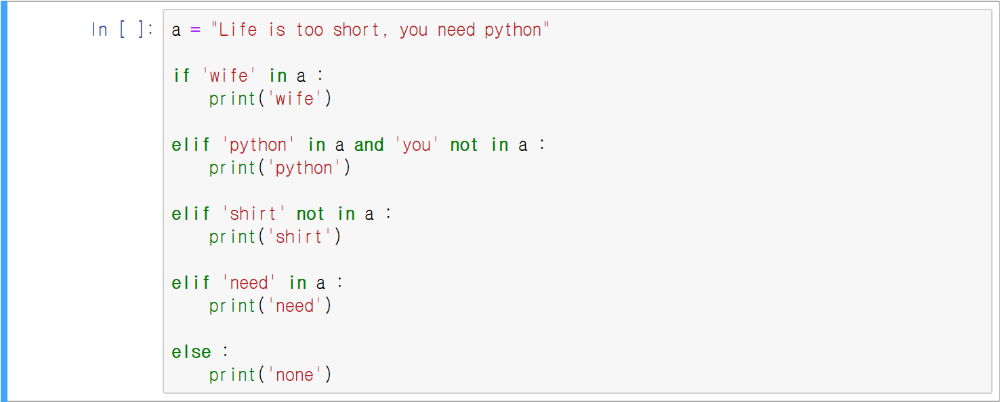 In [ ]: a = "Life is too short, you need python"
if 'wife' in a :
    print('wife')
elif 'python' in a and 'you' not in a :
    print('python')
elif 'shirt' not in a :
    print('shirt')
elif 'need' in a :
    print('need')
else :
    print('none')